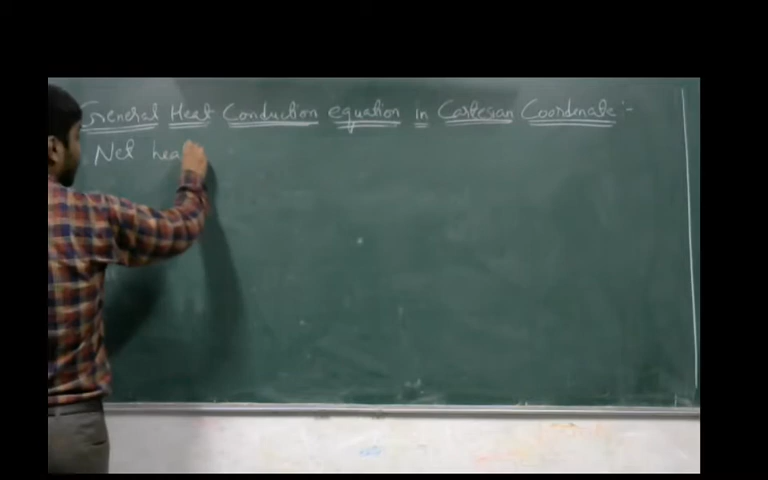 General Heat Conduction equation in Cartesian Coordinate :-
Net hea